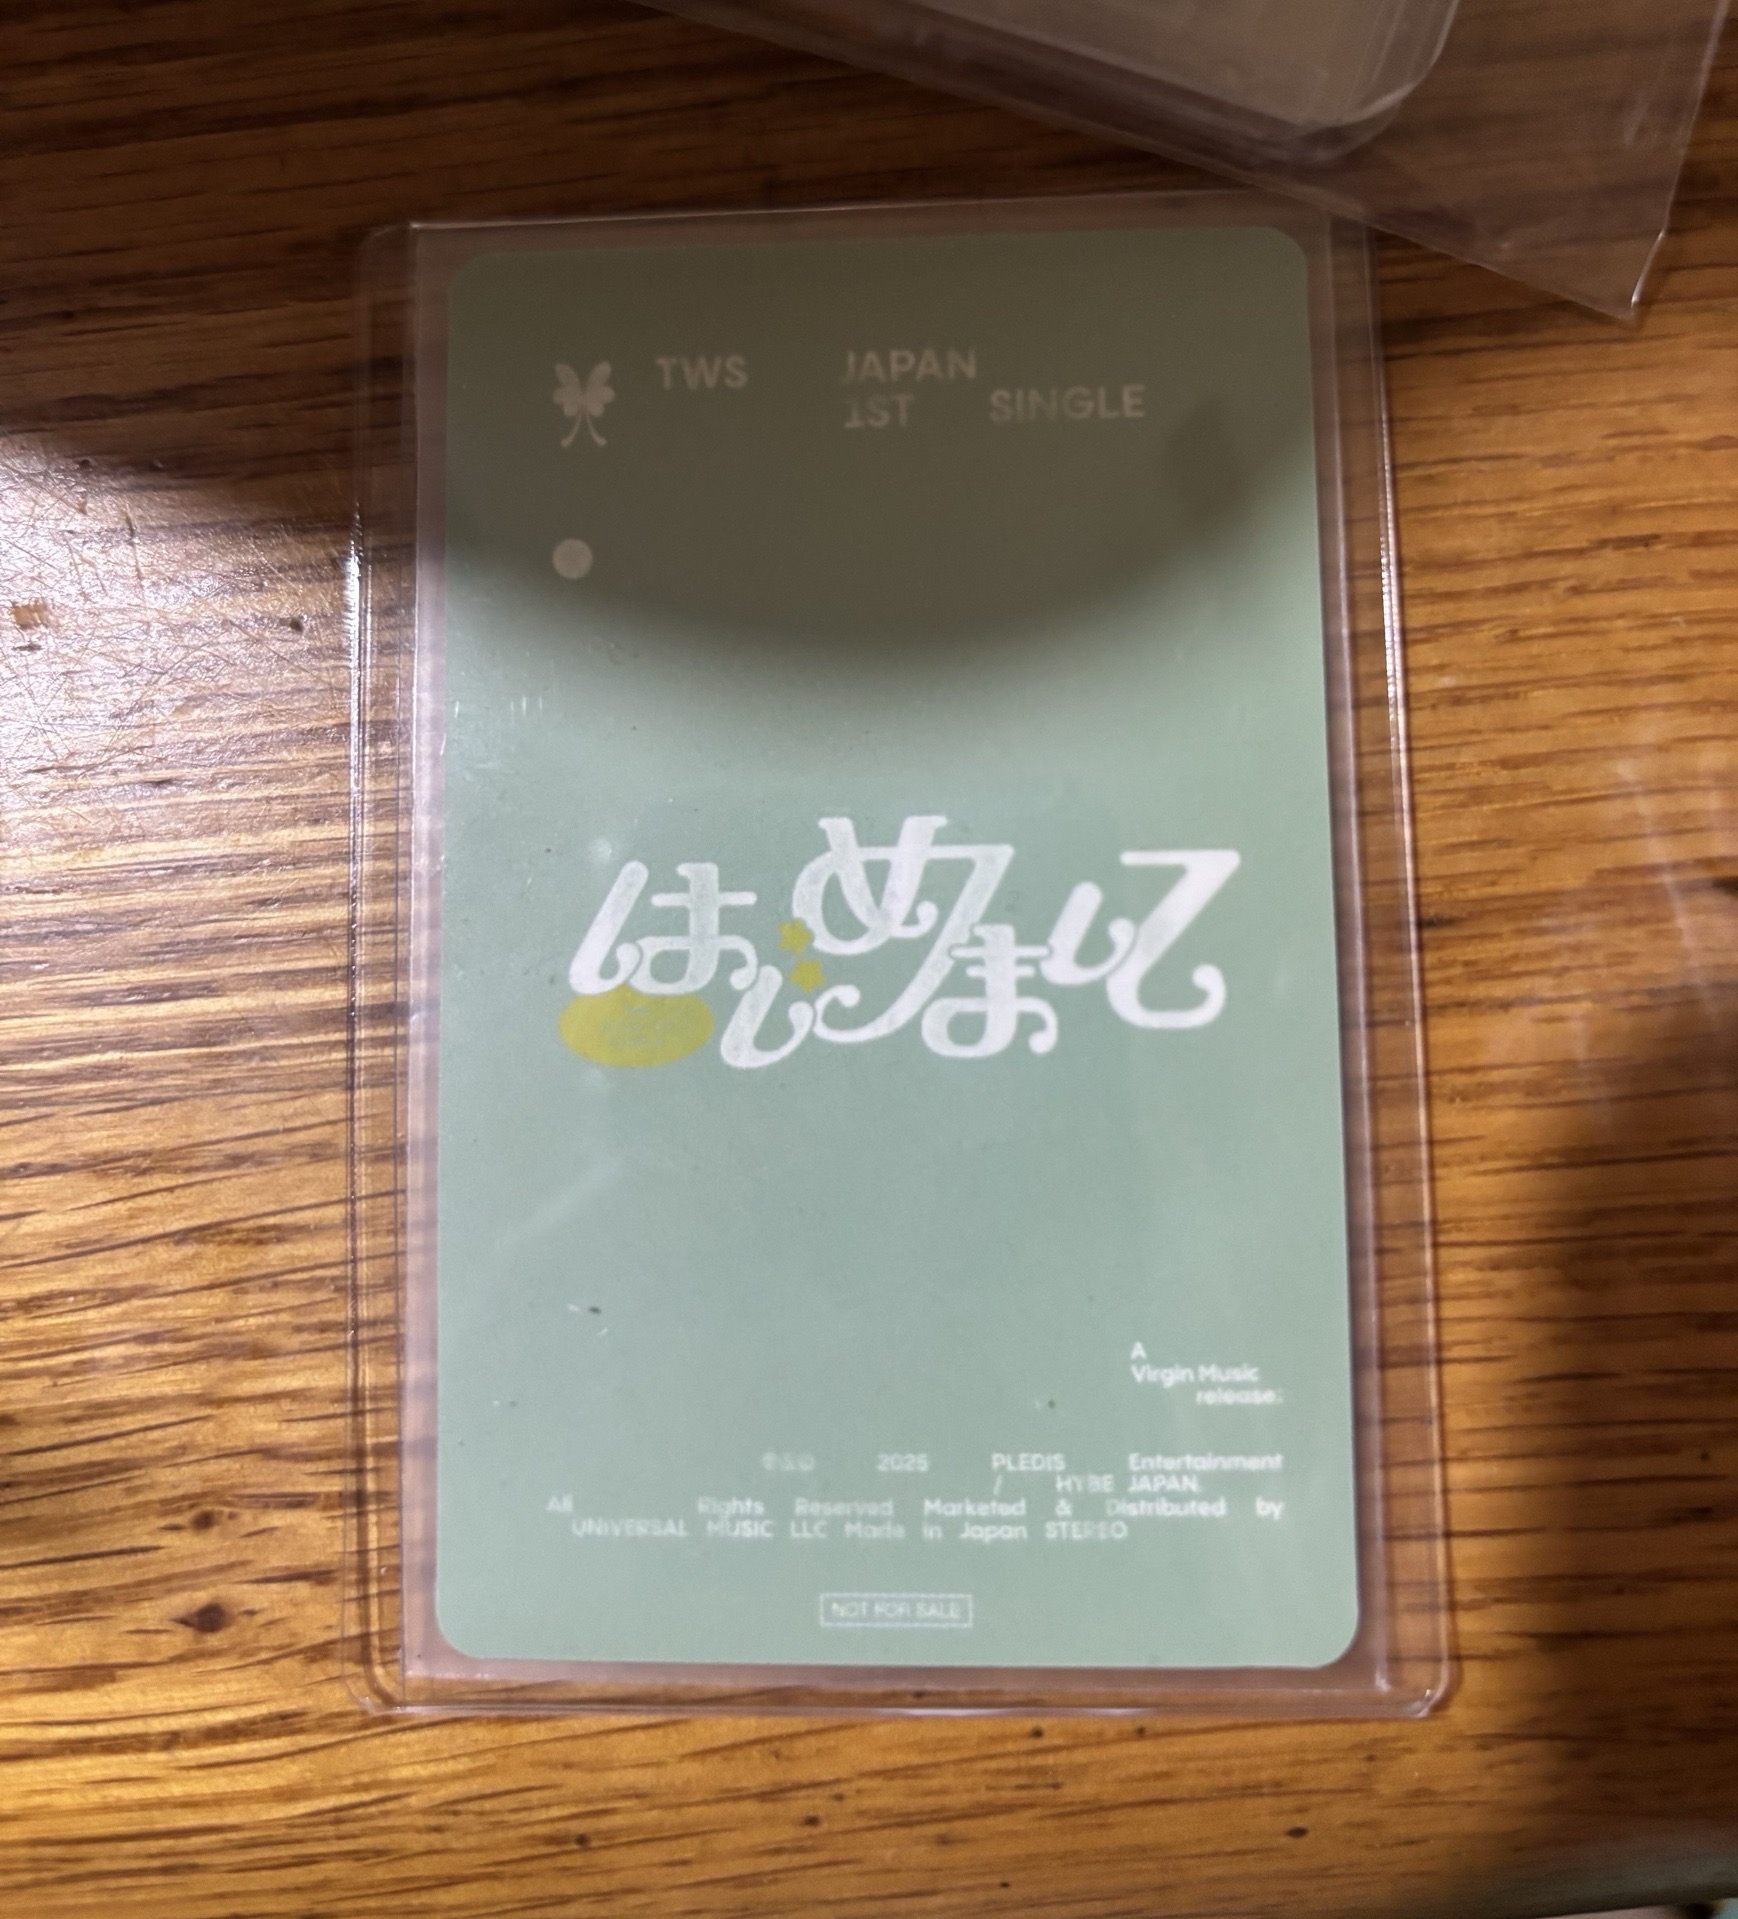 TWS JAPAN
1ST SINGLE
はじめまして
A
Virgin Music
release.
℗&© 2025 PLEDIS Entertainment
/ HYBE JAPAN.
All Rights Reserved Marketed & Distributed by
UNIVERSAL MUSIC LLC Made in Japan STEREO
NOT FOR SALE